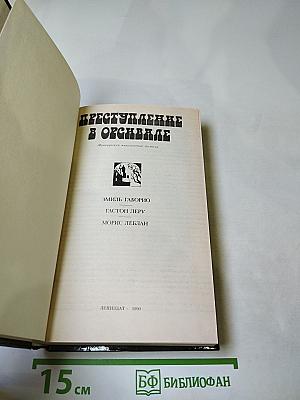 ПРЕСТУПЛЕНИЕ
В ОРСИВАЛЕ
ЭМИЛЬ ГАБОРИО
ГАСТОН ЛЕРУ
МОРИС ЛЕБЛАН
ЛЕНИЗДАТ · 1990
15 см
БФ БИБЛИОФАН